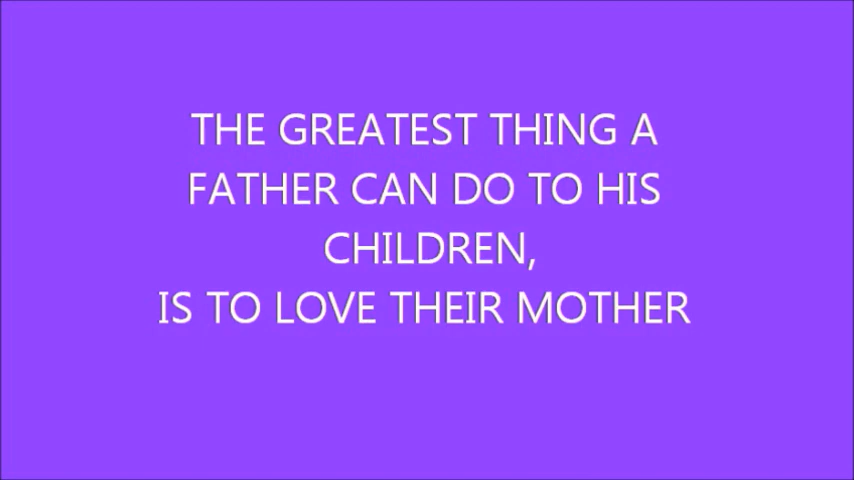 THE GREATEST THING A
FATHER CAN DO TO HIS
CHILDREN,
IS TO LOVE THEIR MOTHER